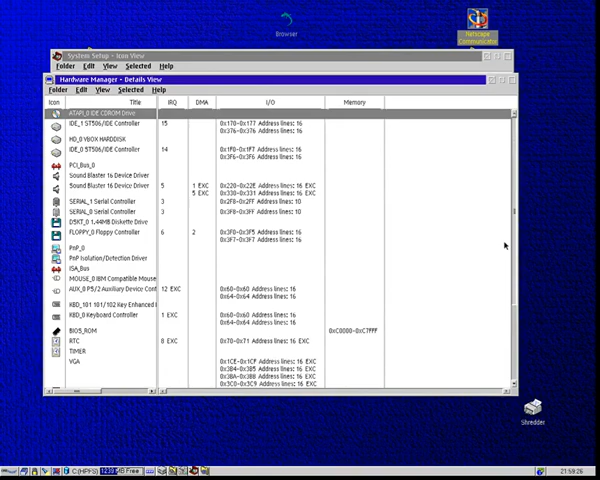 Browser
Netscape
Communicator
System Setup - Icon View
Folder Edit View Selected Help
Hardware Manager - Details View
Folder Edit View Selected Help
Icon Title IRQ DMA I/O Memory
ATAPI_0 IDE CDROM Drive
IDE_1 ST506/IDE Controller 15 0x170-0x177 Address lines: 16
0x376-0x376 Address lines: 16
HD_0 VBOX HARDDISK
IDE_0 ST506/IDE Controller 14 0x1F0-0x1F7 Address lines: 16
0x3F6-0x3F6 Address lines: 16
PCI_Bus_0
Sound Blaster 16 Device Driver
Sound Blaster 16 Device Driver 5 1 EXC 0x220-0x22E Address lines: 16 EXC
5 EXC 0x330-0x331 Address lines: 16 EXC
SERIAL_1 Serial Controller 3 0x2F8-0x2FF Address lines: 10
SERIAL_0 Serial Controller 3 0x3F8-0x3FF Address lines: 10
DSKT_0 1.44MB Diskette Drive
FLOPPY_0 Floppy Controller 6 2 0x3F0-0x3F5 Address lines: 16
0x3F7-0x3F7 Address lines: 16
PnP_0
PnP Isolation/Detection Driver
ISA_Bus
MOUSE_0 IBM Compatible Mouse
AUX_0 PS/2 Auxiliary Device Cont 12 EXC 0x60-0x60 Address lines: 16
0x64-0x64 Address lines: 16
KBD_101 101/102 Key Enhanced
KBD_0 Keyboard Controller 1 EXC 0x60-0x60 Address lines: 16
0x64-0x64 Address lines: 16
BIOS_ROM 0xC0000-0xC7FFF
RTC 8 EXC 0x70-0x71 Address lines: 16 EXC
TIMER
VGA 0x1CE-0x1CF Address lines: 16 EXC
0x3B4-0x3B5 Address lines: 16 EXC
0x3BA-0x3BB Address lines: 16 EXC
0x3C0-0x3C9 Address lines: 16 EXC
Shredder
C:(HPFS) MB Free 21:59:26